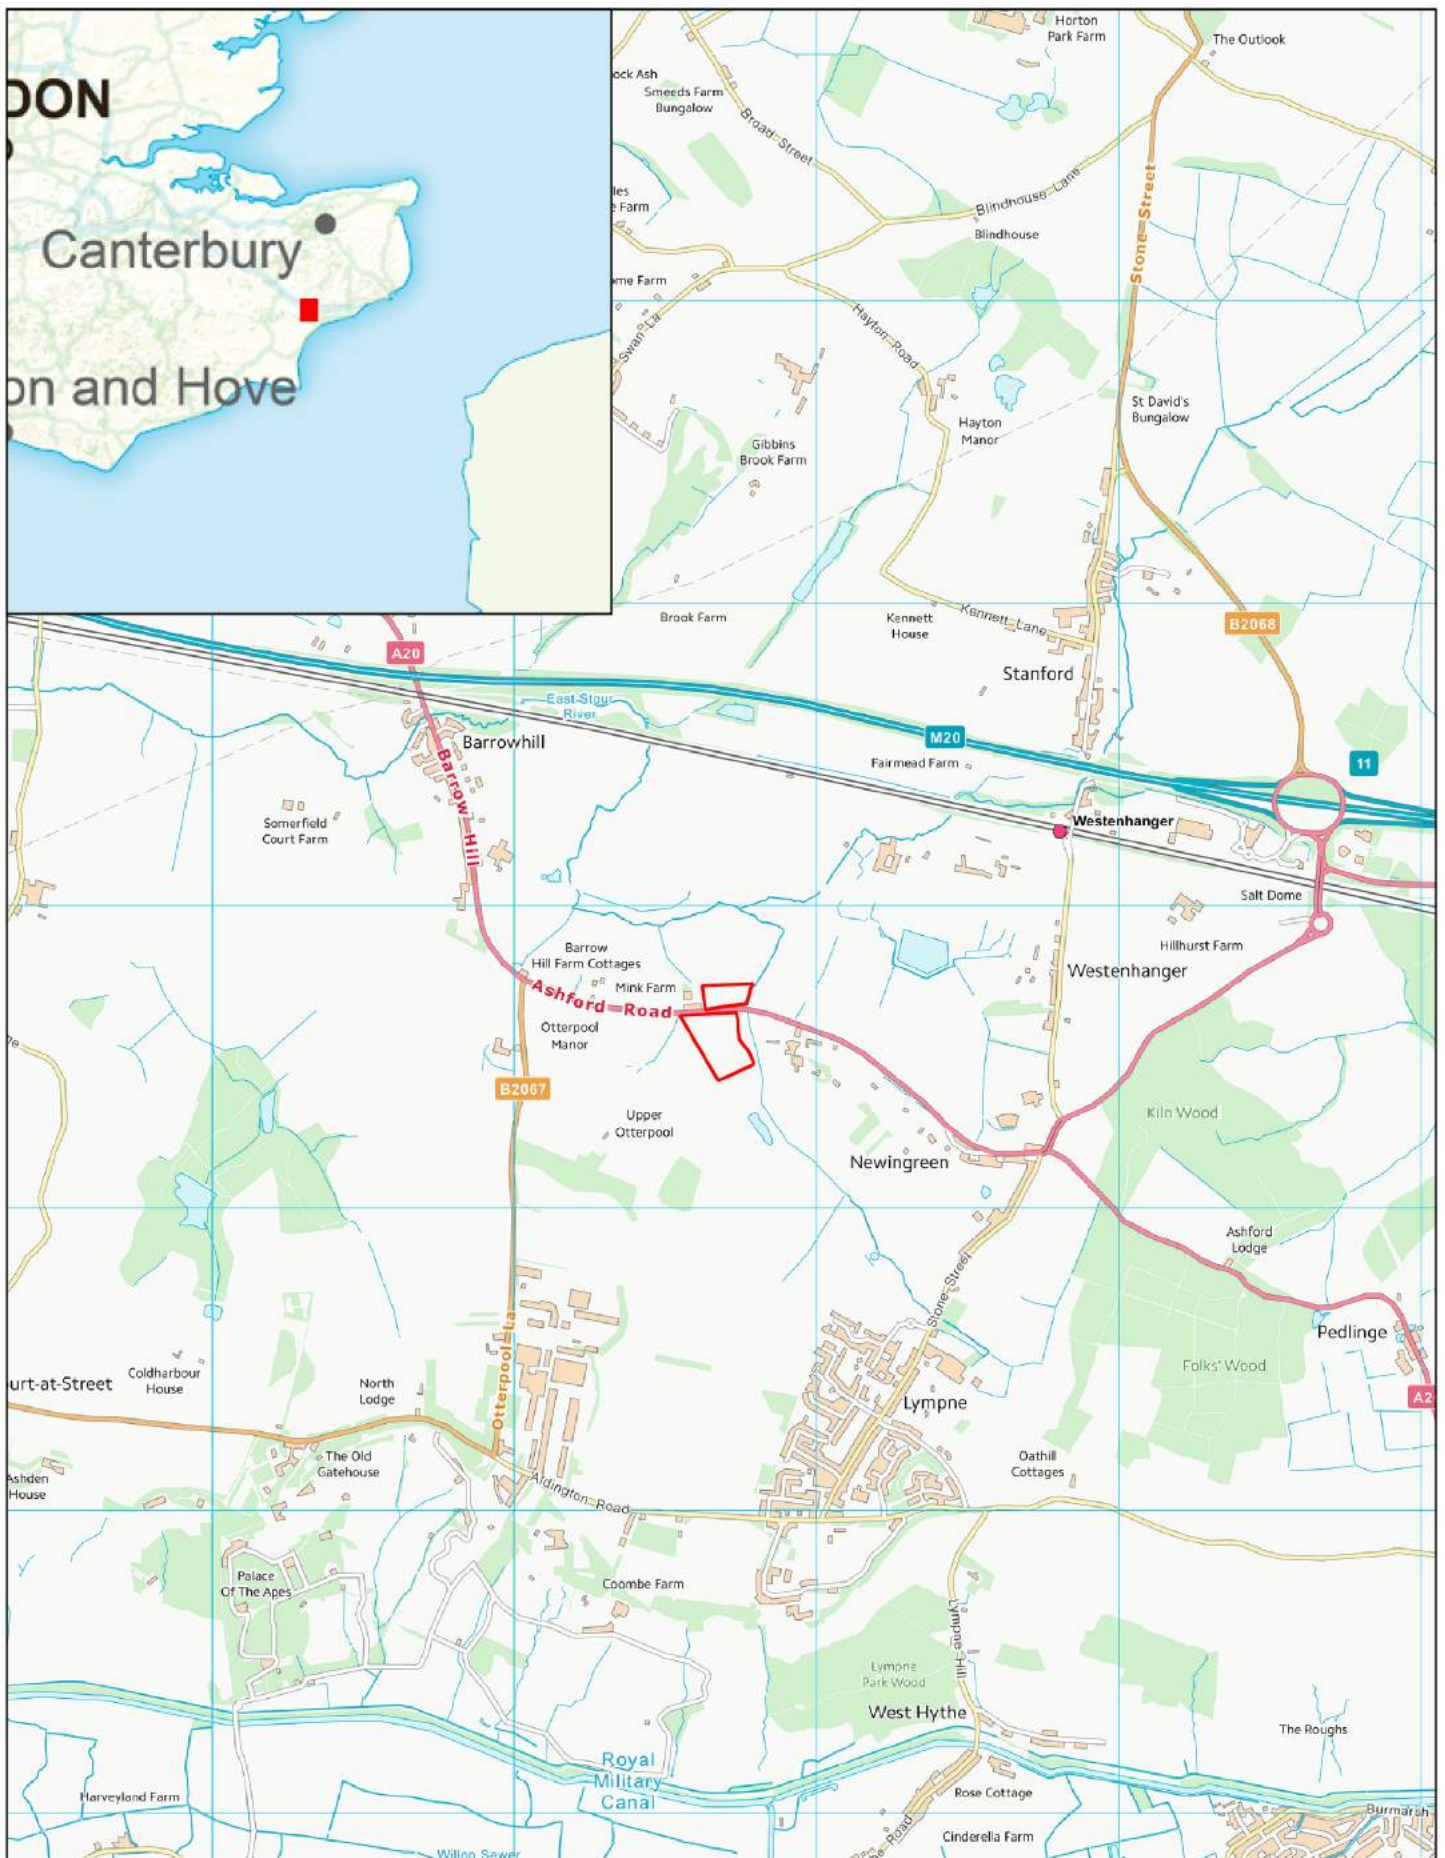 DON
Canterbury
on and Hove
Horton
Park Farm
The Outlook
ock Ash
Smeeds Farm
Bungalow
Broad Street
les
e Farm
Blindhouse Lane
Blindhouse
Stone Street
ome Farm
Swan La
Hayton Road
St David's
Bungalow
Hayton
Manor
Gibbins
Brook Farm
Brook Farm
Kennett
House
Kennett Lane
B2068
A20
Stanford
East Stour
River
M20
Barrowhill
Fairmead Farm
11
Barrow Hill
Somerfield
Court Farm
Westenhanger
Salt Dome
Hillhurst Farm
Barrow
Hill Farm Cottages
Westenhanger
Mink Farm
Ashford Road
Otterpool
Manor
B2067
Upper
Otterpool
Kiln Wood
Newingreen
Ashford
Lodge
Stone Street
Otterpool La
Pedlinge
Folks' Wood
Coldharbour
House
urt-at-Street
North
Lodge
A2
Lympne
The Old
Gatehouse
Oathill
Cottages
Ashden
House
Aldington Road
Palace
Of The Apes
Coombe Farm
Lympne Hill
Lympne
Park Wood
West Hythe
The Roughs
Royal
Military
Canal
Harveyland Farm
Rose Cottage
Burmarsh
Road
Cinderella Farm
Willop Sewer